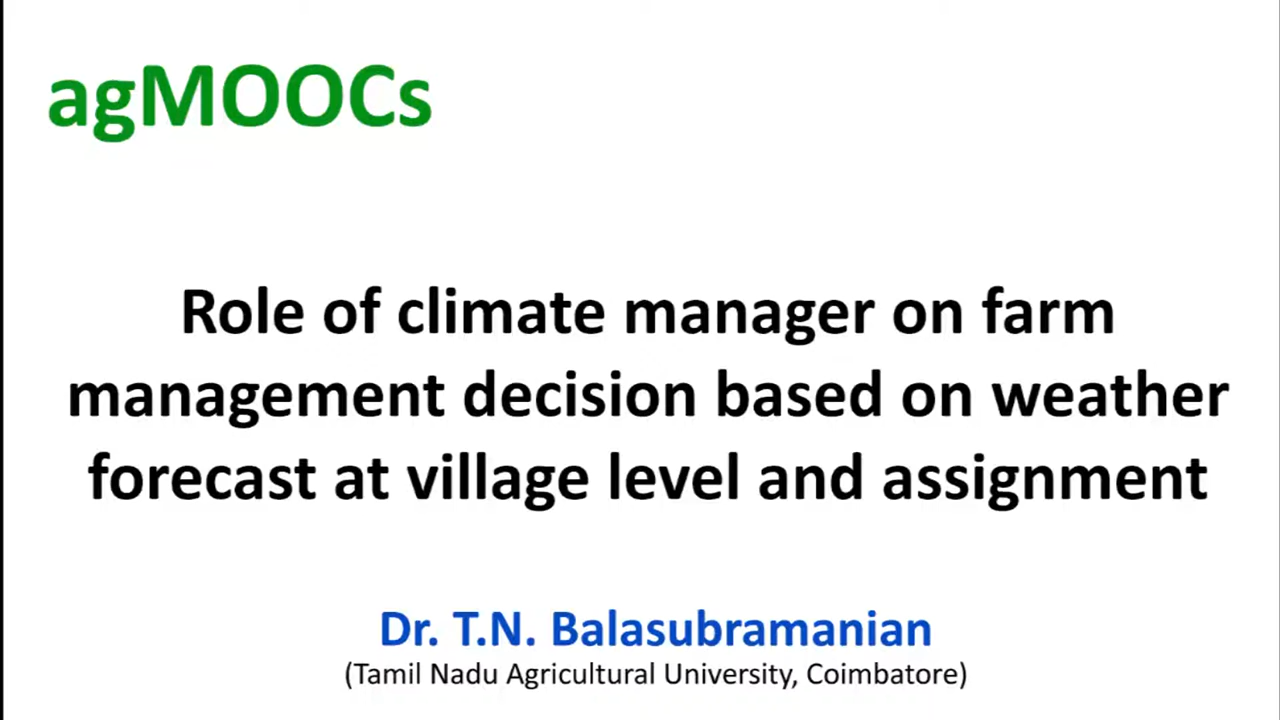 agMOOCs
Role of climate manager on farm
management decision based on weather
forecast at village level and assignment
Dr. T.N. Balasubramanian
(Tamil Nadu Agricultural University, Coimbatore)